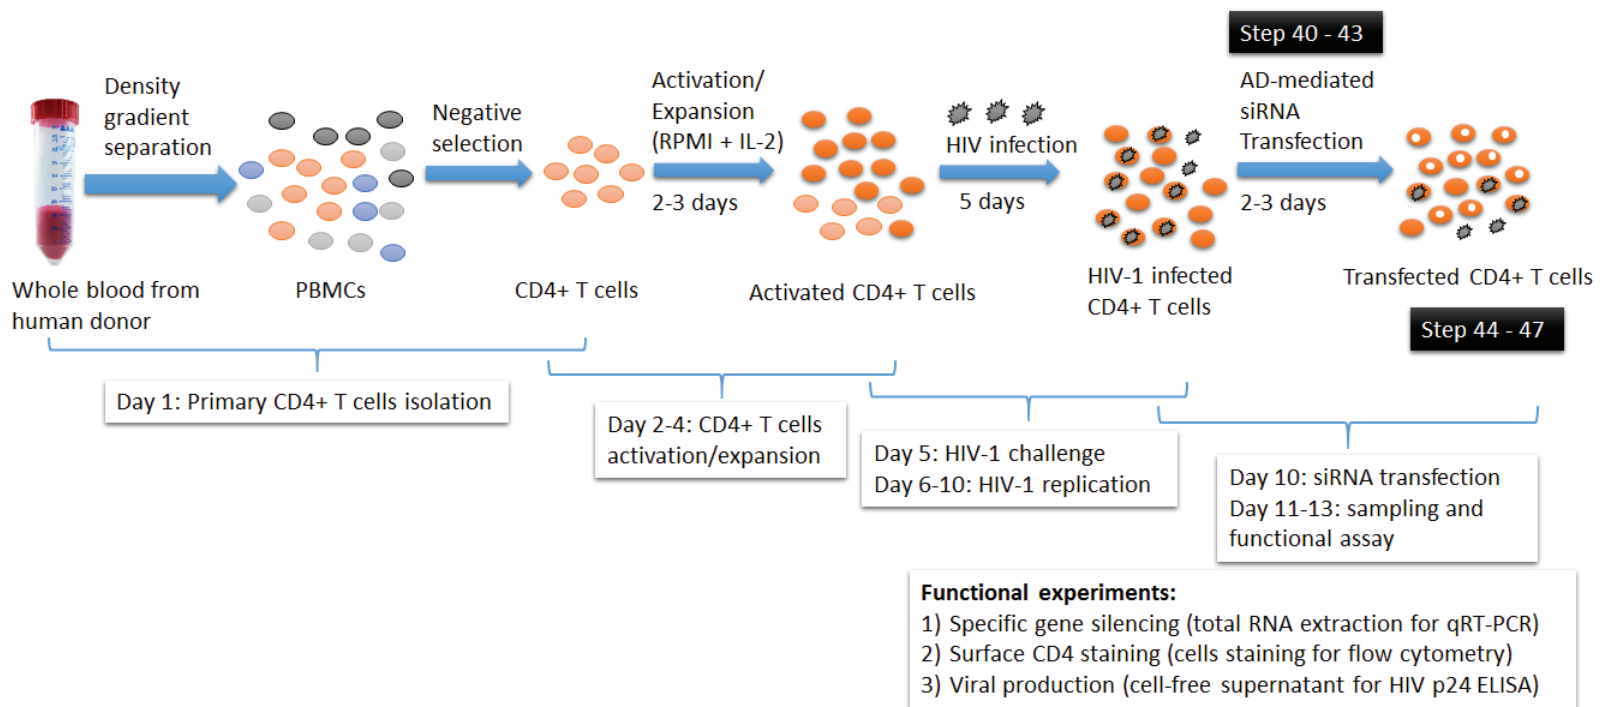 Step 40 - 43
Density
gradient
separation
Negative
selection
Activation/
Expansion
(RPMI + IL-2)
2-3 days
HIV infection
5 days
AD-mediated
siRNA
Transfection
2-3 days
Whole blood from
human donor
PBMCs
CD4+ T cells
Activated CD4+ T cells
HIV-1 infected
CD4+ T cells
Transfected CD4+ T cells
Step 44 - 47
Day 1: Primary CD4+ T cells isolation
Day 2-4: CD4+ T cells
activation/expansion
Day 5: HIV-1 challenge
Day 6-10: HIV-1 replication
Day 10: siRNA transfection
Day 11-13: sampling and
functional assay
Functional experiments:
1) Specific gene silencing (total RNA extraction for qRT-PCR)
2) Surface CD4 staining (cells staining for flow cytometry)
3) Viral production (cell-free supernatant for HIV p24 ELISA)